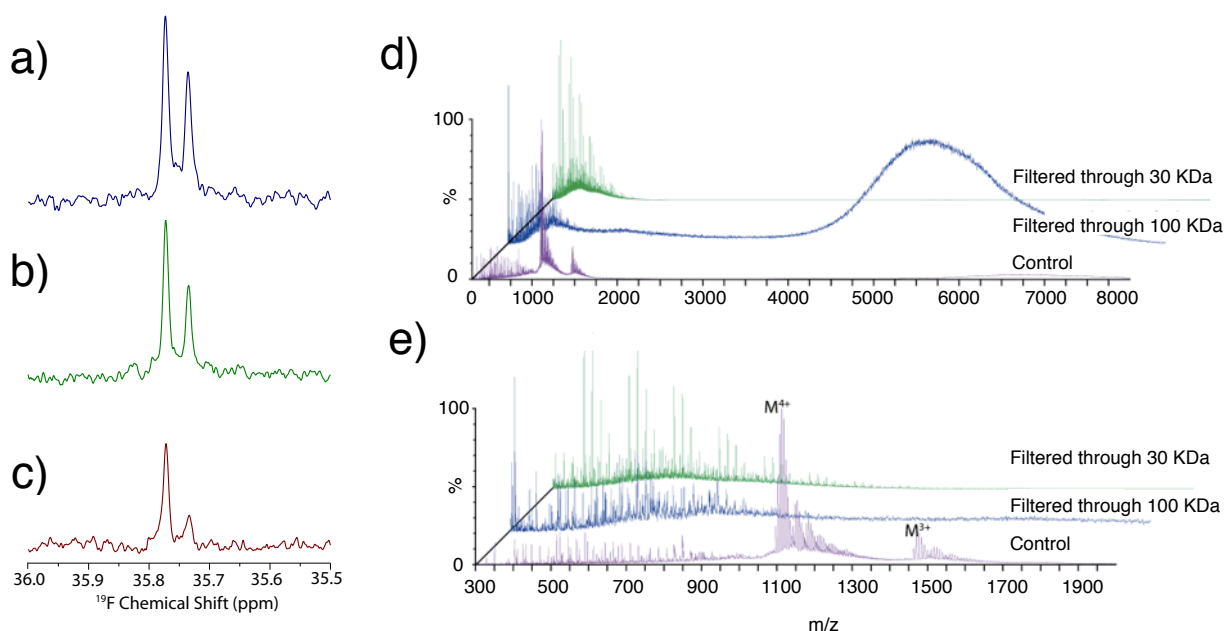 a)
b)
c)
36.0 35.9 35.8 35.7 35.6 35.5
¹⁹F Chemical Shift (ppm)
d)
100
%
0
Filtered through 30 KDa
Filtered through 100 KDa
Control
0 1000 2000 3000 4000 5000 6000 7000 8000
e)
100
%
0
M⁴⁺
M³⁺
Filtered through 30 KDa
Filtered through 100 KDa
Control
300 500 700 900 1100 1300 1500 1700 1900
m/z